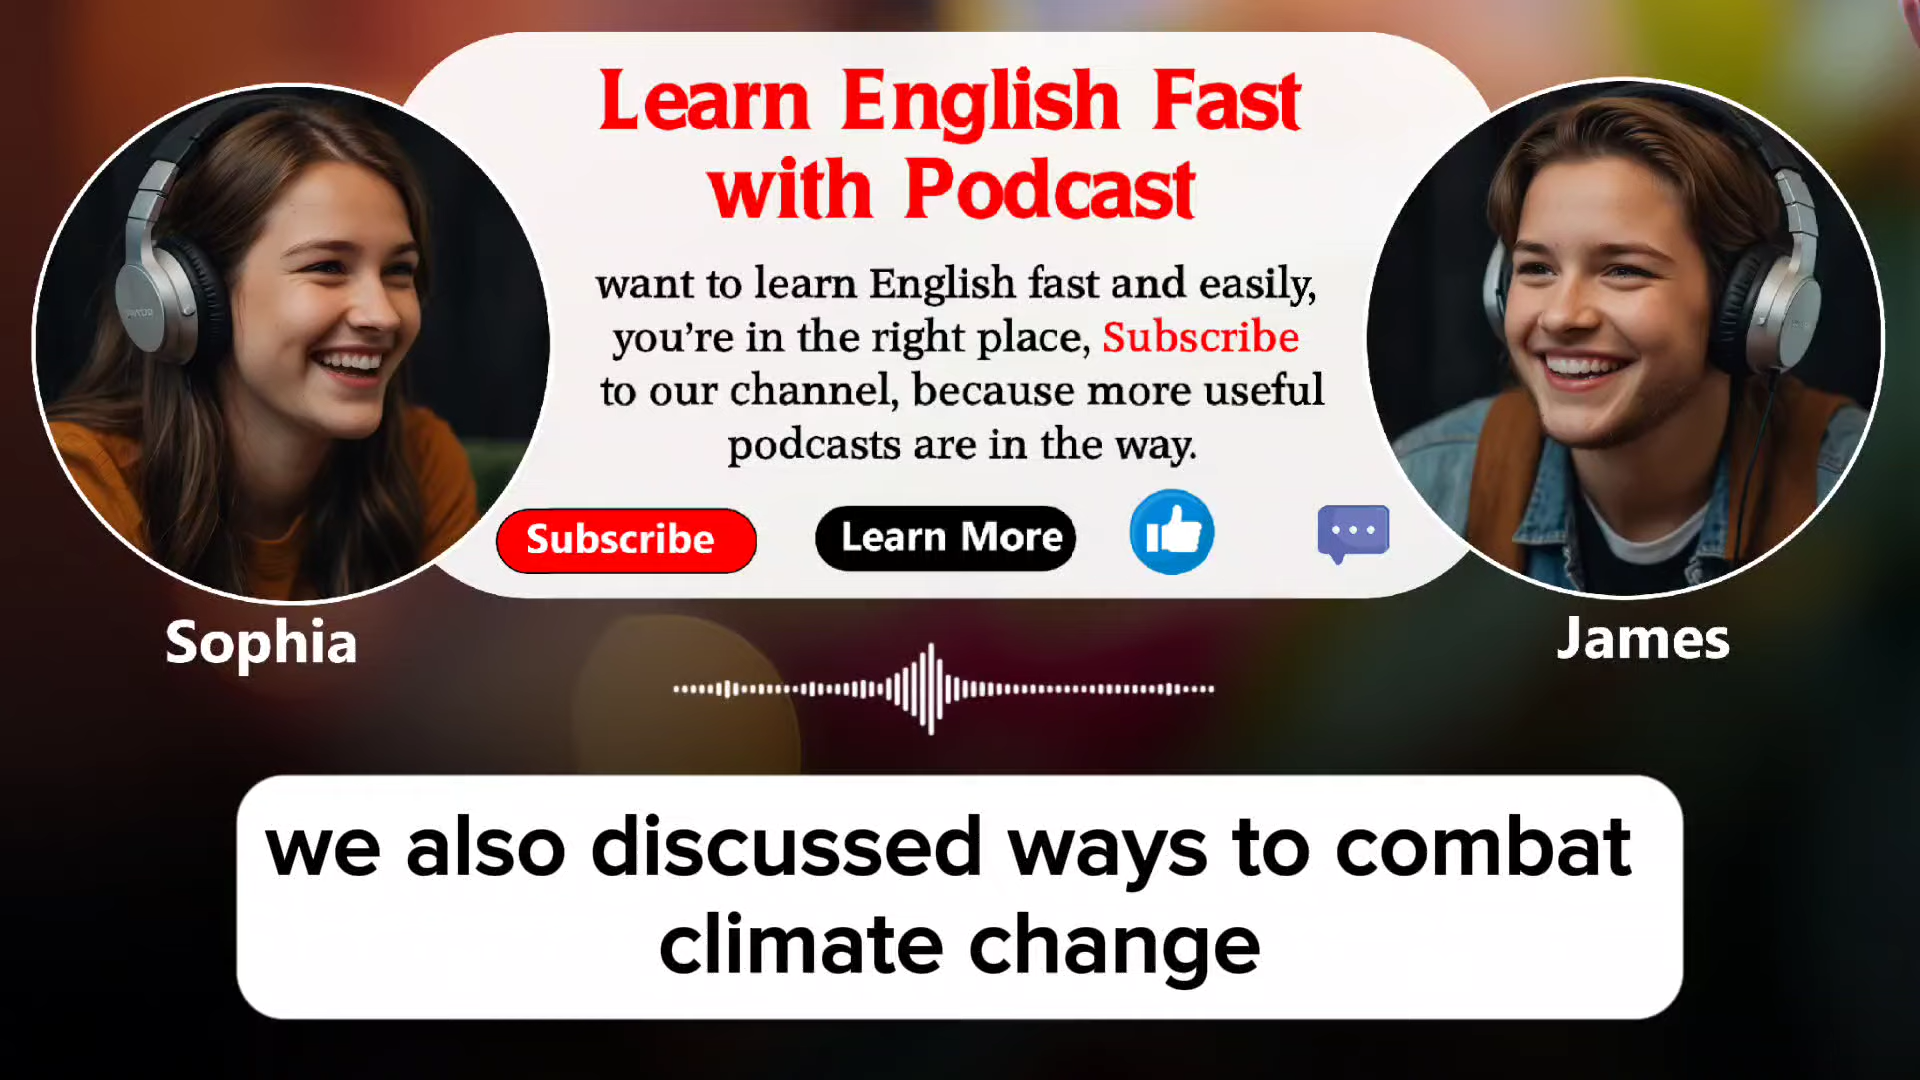 Learn English Fast
with Podcast
want to learn English fast and easily,
you're in the right place, Subscribe
to our channel, because more useful
podcasts are in the way.
Subscribe
Learn More
Sophia
James
we also discussed ways to combat
climate change